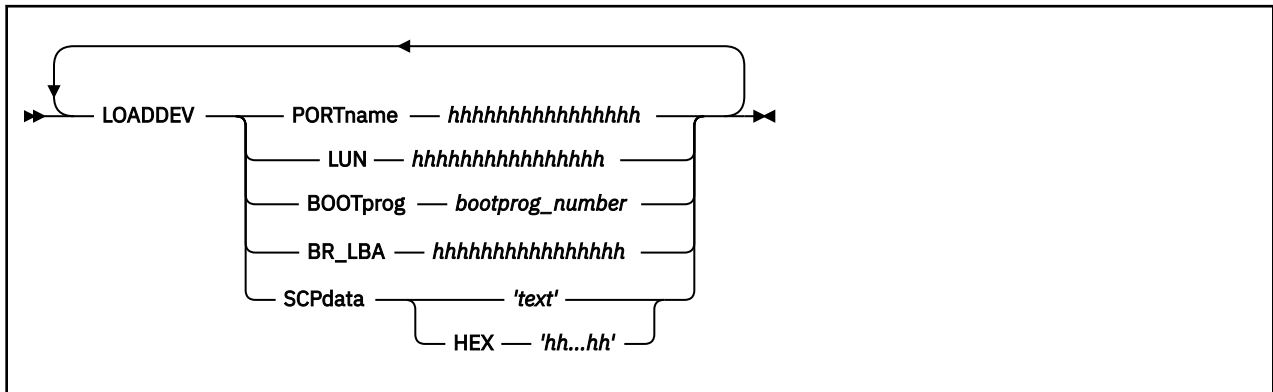 LOADDEV PORTname hhhhhhhhhhhhhhhh
LUN hhhhhhhhhhhhhhhh
BOOTprog bootprog_number
BR_LBA hhhhhhhhhhhhhhhh
SCPdata 'text'
HEX 'hh...hh'